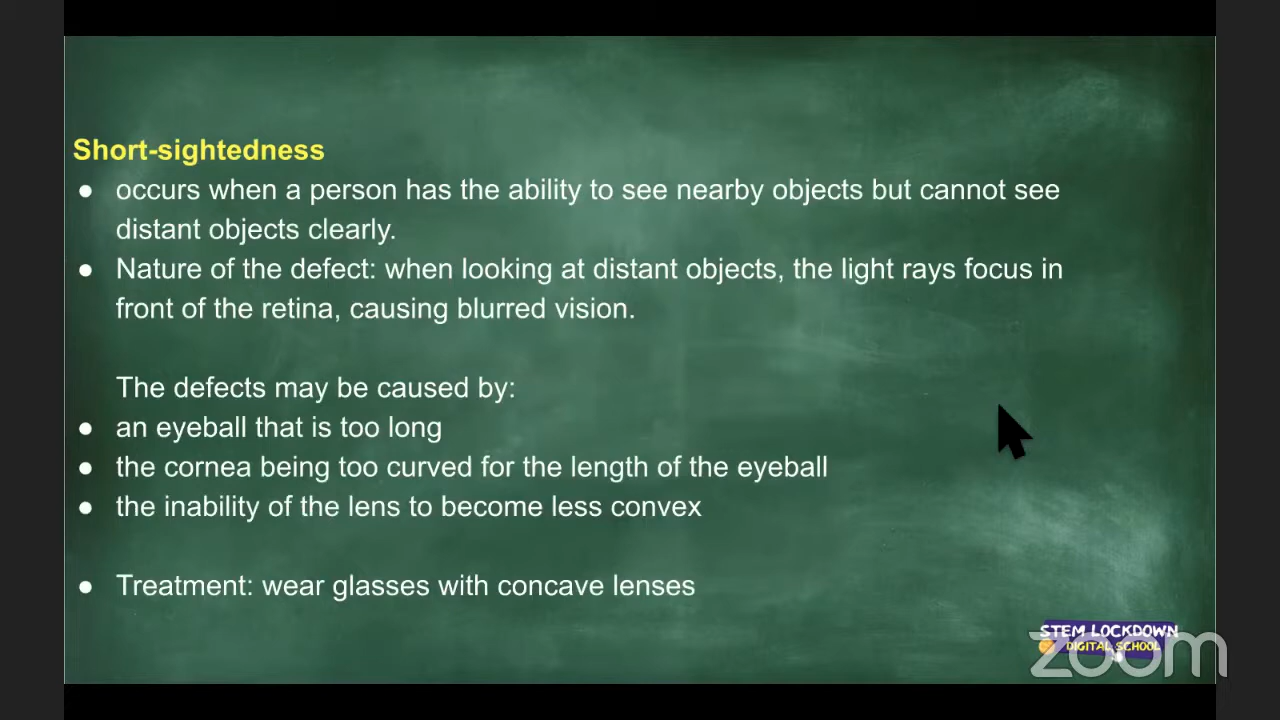 Short-sightedness
● occurs when a person has the ability to see nearby objects but cannot see
distant objects clearly.
● Nature of the defect: when looking at distant objects, the light rays focus in
front of the retina, causing blurred vision.
The defects may be caused by:
● an eyeball that is too long
● the cornea being too curved for the length of the eyeball
● the inability of the lens to become less convex
● Treatment: wear glasses with concave lenses
STEM LOCKDOWN
DIGITAL SCHOOL
zoom